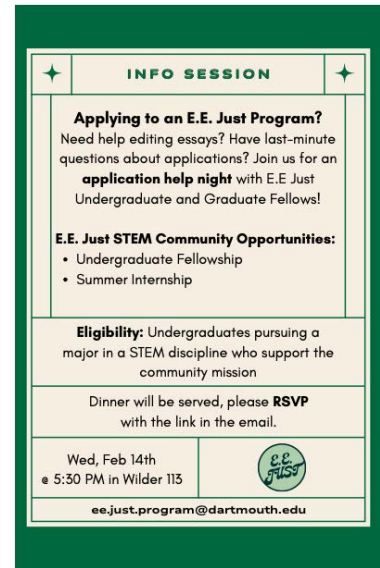 INFO SESSION
Applying to an E.E. Just Program?
Need help editing essays? Have last-minute
questions about applications? Join us for an
application help night with E.E Just
Undergraduate and Graduate Fellows!
E.E. Just STEM Community Opportunities:
• Undergraduate Fellowship
• Summer Internship
Eligibility: Undergraduates pursuing a
major in a STEM discipline who support the
community mission
Dinner will be served, please RSVP
with the link in the email.
Wed, Feb 14th
@ 5:30 PM in Wilder 113
E.E.
JUST
ee.just.program@dartmouth.edu